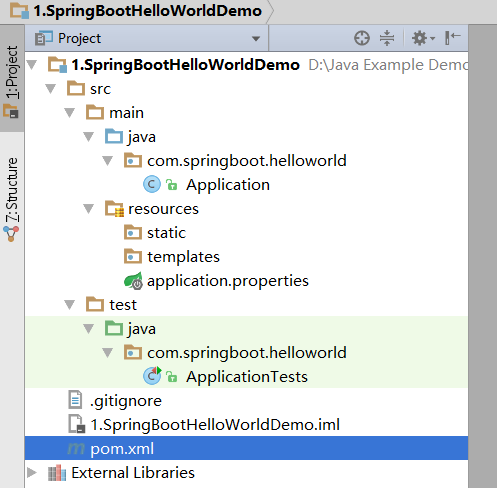 1.SpringBootHelloWorldDemo
Project
1:Project
1.SpringBootHelloWorldDemo D:\Java Example Demo
src
main
java
com.springboot.helloworld
Application
resources
static
templates
application.properties
test
java
com.springboot.helloworld
ApplicationTests
.gitignore
1.SpringBootHelloWorldDemo.iml
pom.xml
External Libraries
Z:Structure